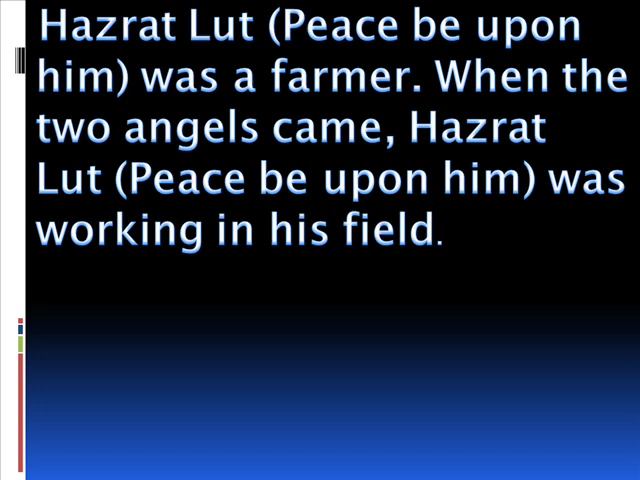 Hazrat Lut (Peace be upon
him) was a farmer. When the
two angels came, Hazrat
Lut (Peace be upon him) was
working in his field.